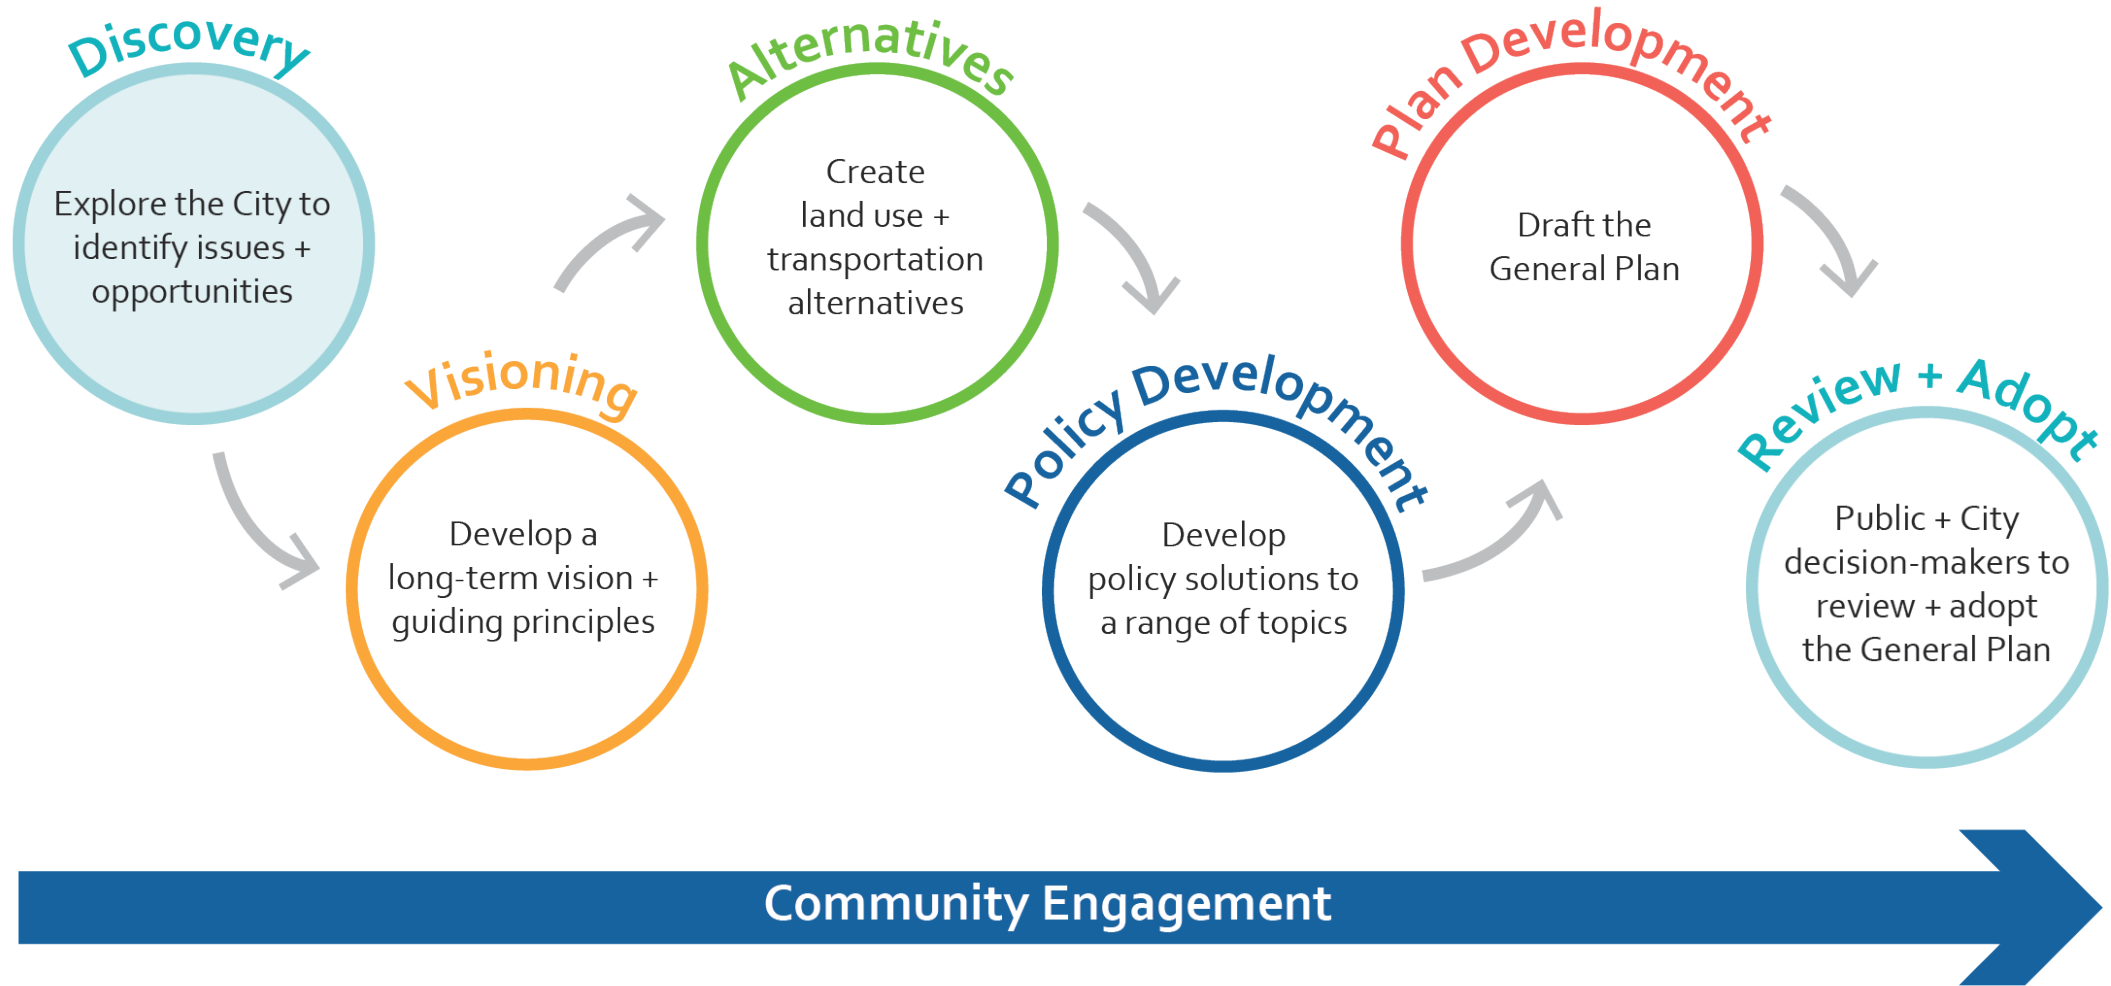 Discovery
Explore the City to
identify issues +
opportunities
Visioning
Develop a
long-term vision +
guiding principles
Alternatives
Create
land use +
transportation
alternatives
Policy Development
Develop
policy solutions to
a range of topics
Plan Development
Draft the
General Plan
Review + Adopt
Public + City
decision-makers to
review + adopt
the General Plan
Community Engagement